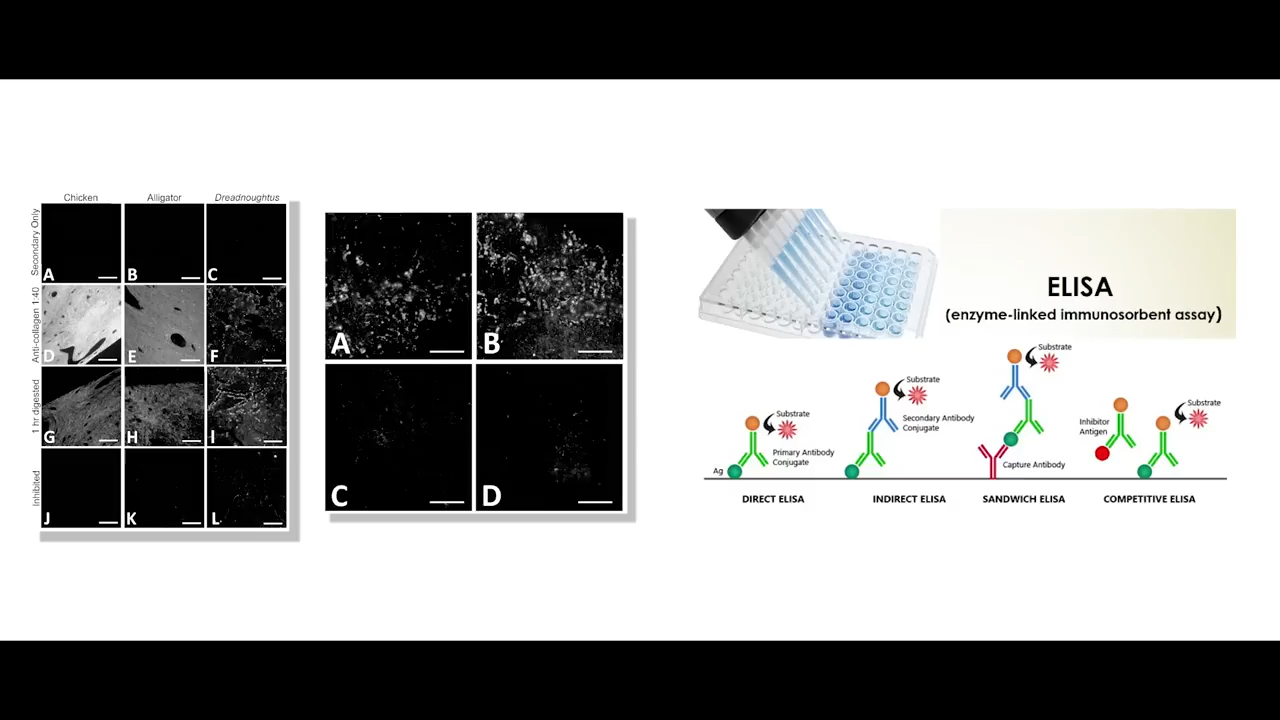 Chicken
Alligator
Dreadnoughtus
Secondary Only
A
B
C
Anti-collagen 1:40
D
E
F
1 hr digested
G
H
I
Inhibited
J
K
L
A
B
C
D
ELISA
(enzyme-linked immunosorbent assay)
Substrate
Primary Antibody
Conjugate
Ag
Substrate
Secondary Antibody
Conjugate
Substrate
Capture Antibody
Inhibitor
Antigen
Substrate
DIRECT ELISA
INDIRECT ELISA
SANDWICH ELISA
COMPETITIVE ELISA